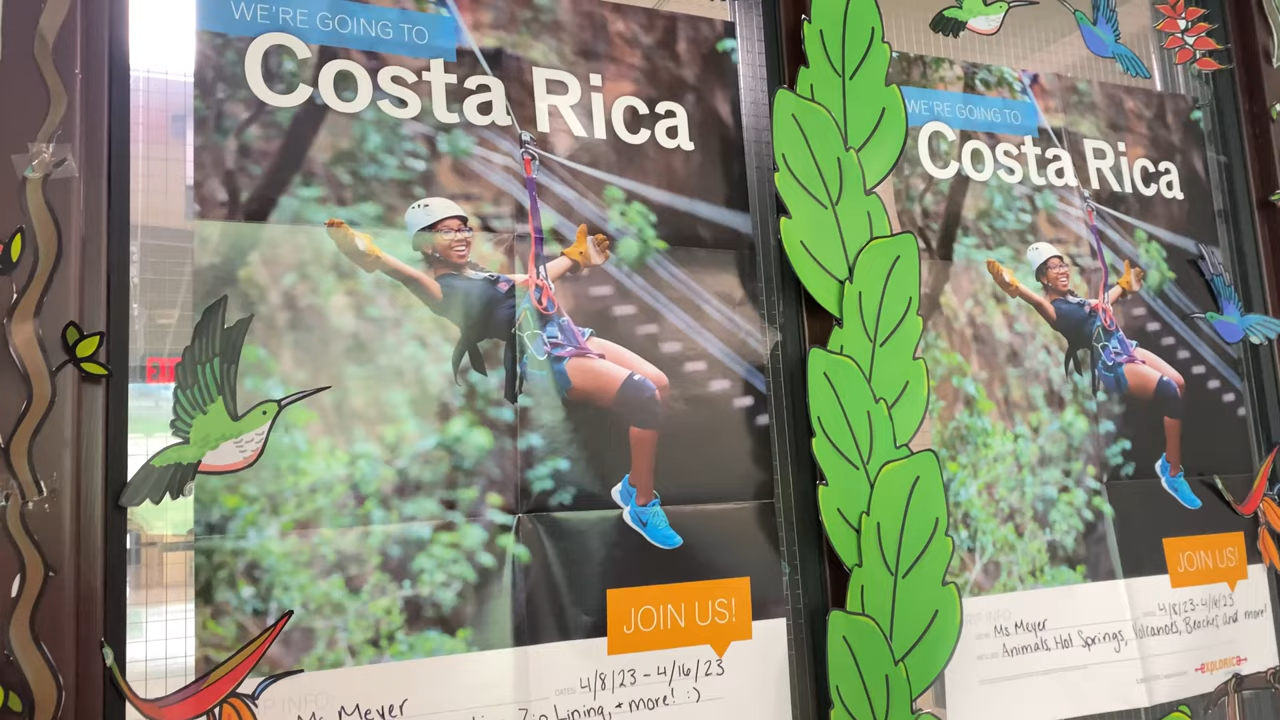 WE'RE GOING TO
Costa Rica
JOIN US!
DATES: 4/8/23 - 4/16/23
Ms Meyer
Zip Lining, + more! :)
EXIT
WE'RE GOING TO
Costa Rica
JOIN US!
TRIP INFO
4/8/23-4/16/23
Ms Meyer
Animals, Hot Springs, Volcanoes, Beaches and more!
explorica